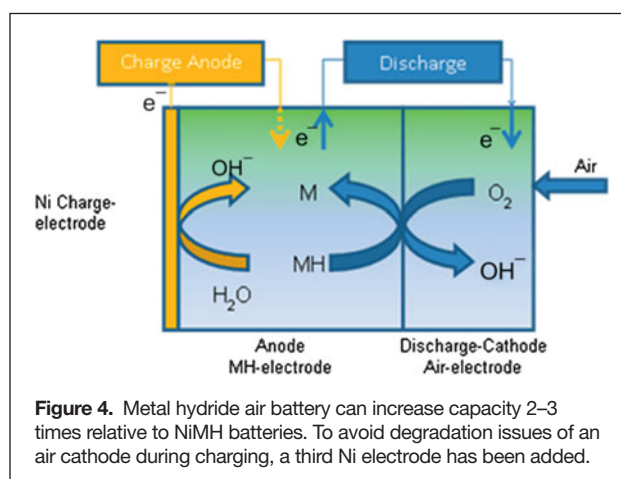 Charge Anode
Discharge
e⁻
e⁻
e⁻
Air
OH⁻
M
O₂
Ni Charge-
electrode
MH
OH⁻
H₂O
Anode
MH-electrode
Discharge-Cathode
Air-electrode
Figure 4. Metal hydride air battery can increase capacity 2–3
times relative to NiMH batteries. To avoid degradation issues of an
air cathode during charging, a third Ni electrode has been added.